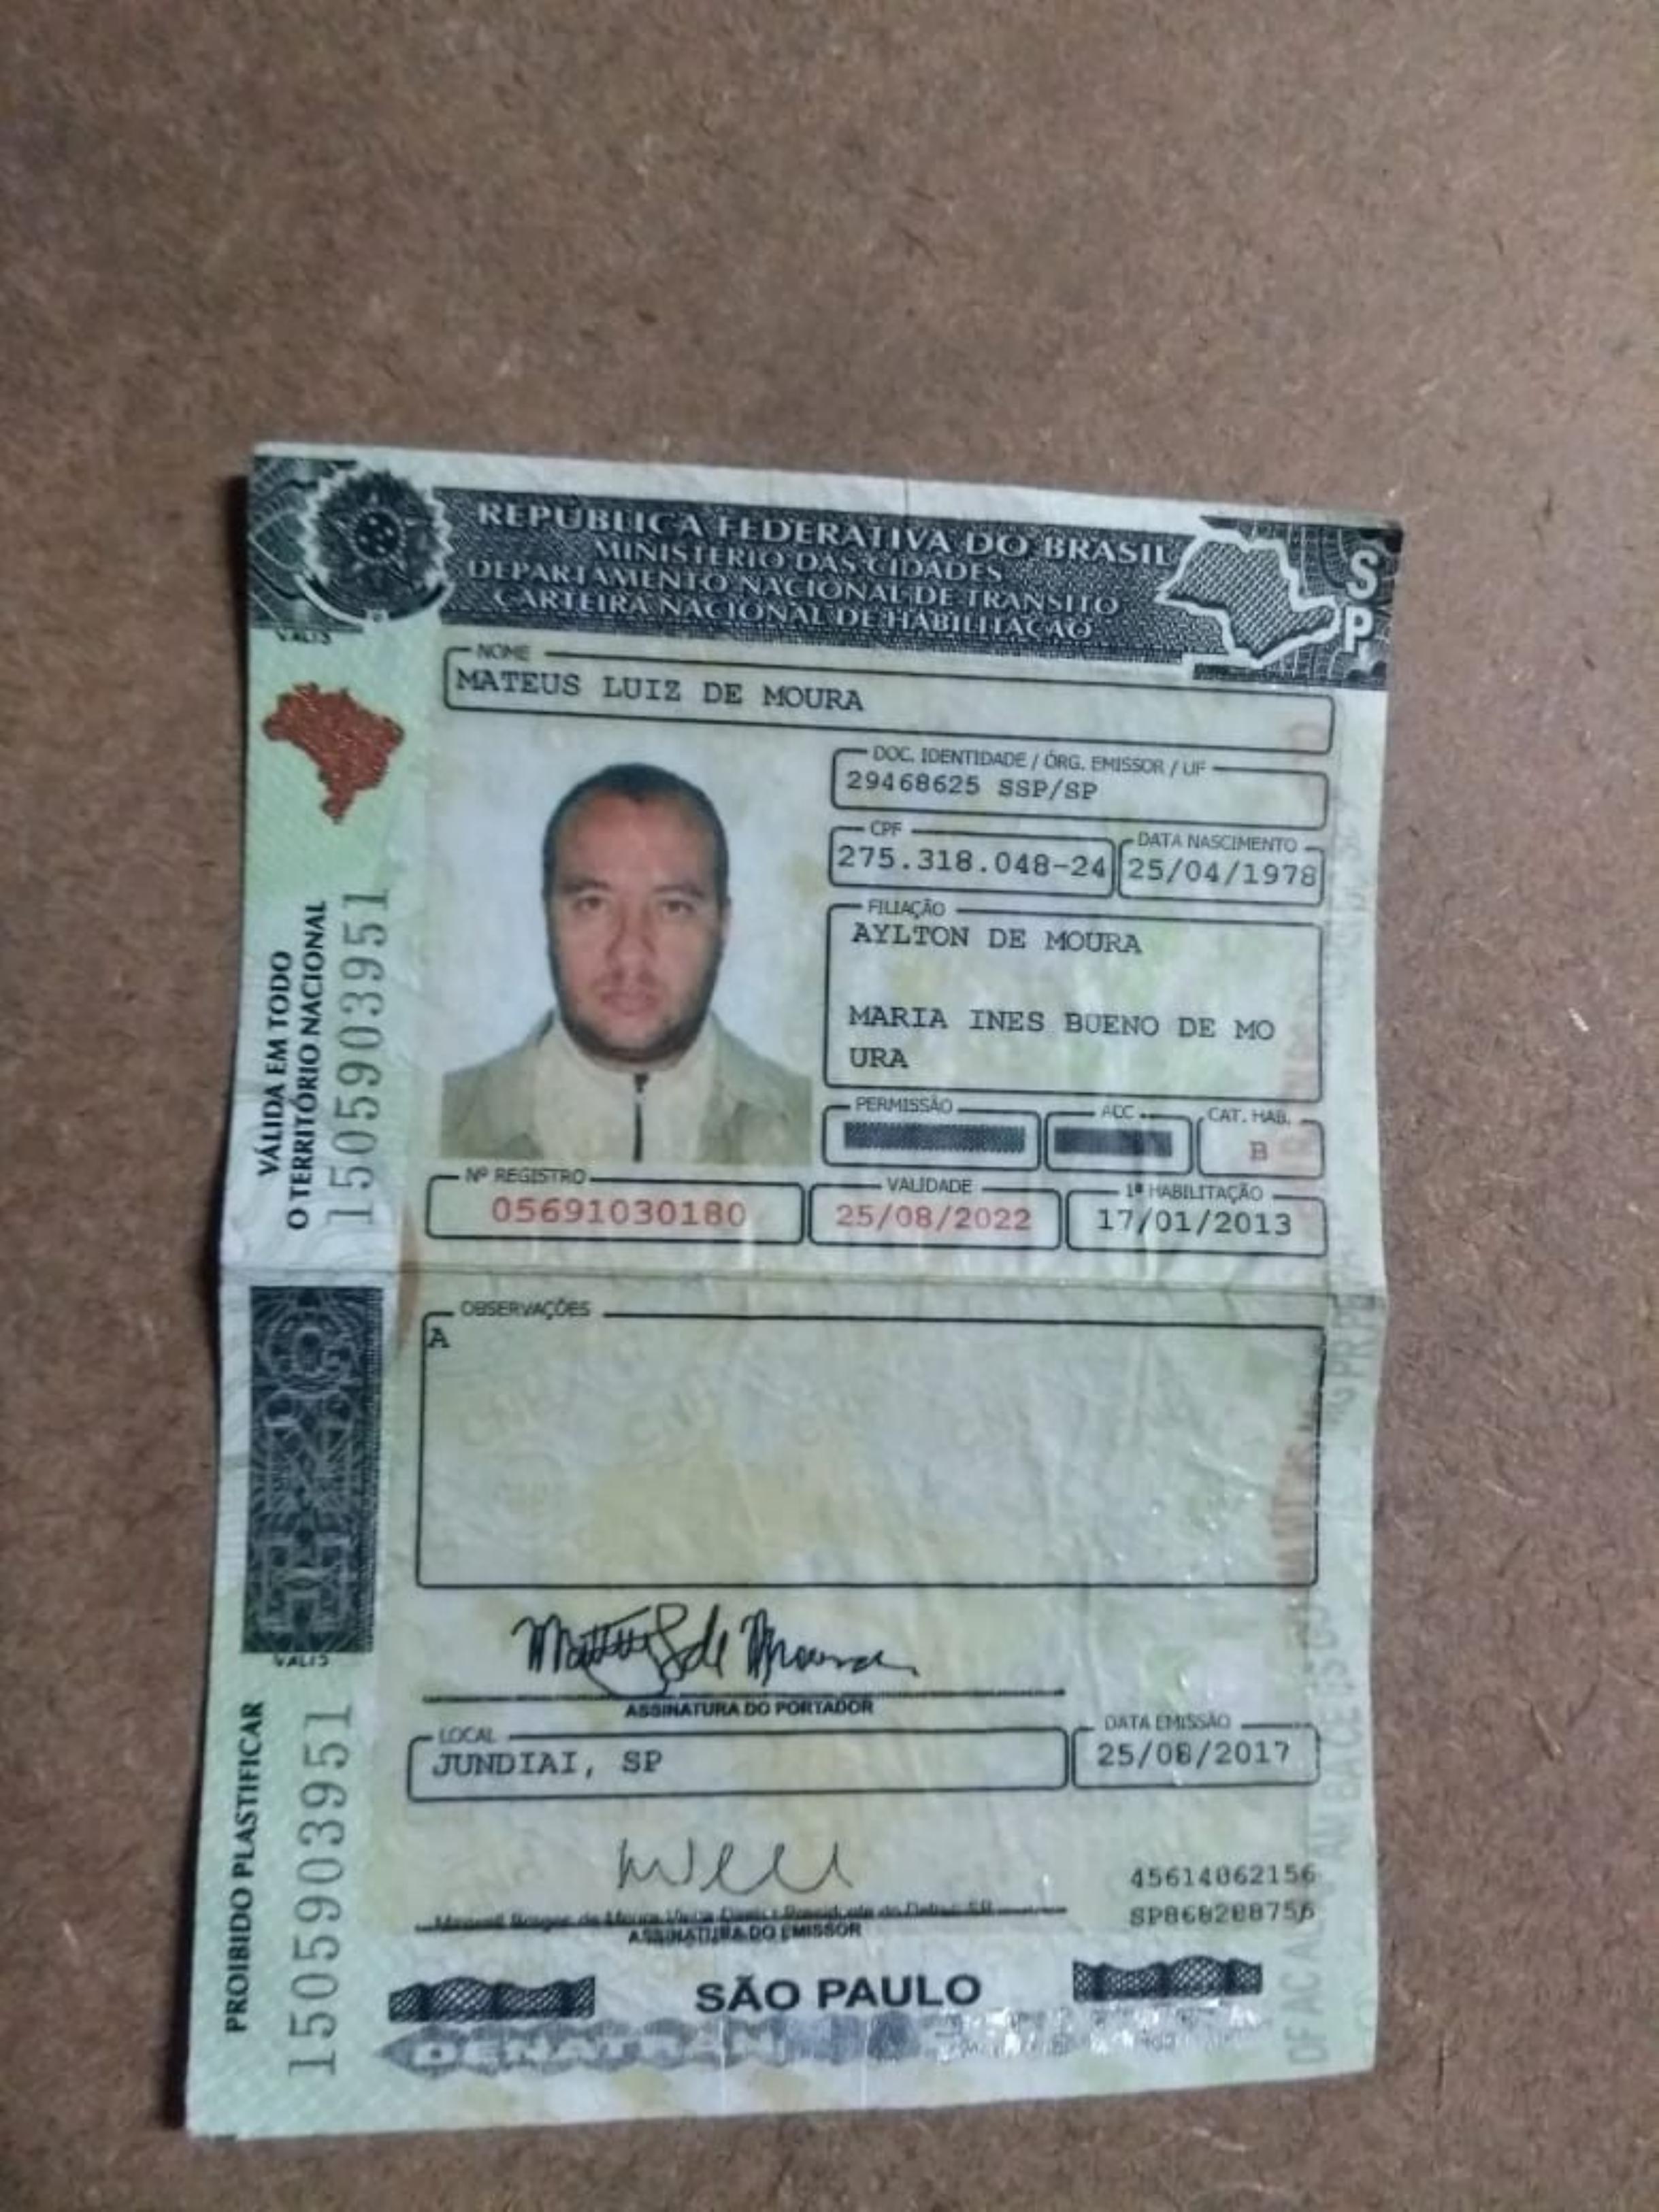 REPÚBLICA FEDERATIVA DO BRASIL
MINISTÉRIO DAS CIDADES
DEPARTAMENTO NACIONAL DE TRANSITO
CARTEIRA NACIONAL DE HABILITAÇÃO
SP
VALIS
NOME
MATEUS LUIZ DE MOURA
DOC. IDENTIDADE / ÓRG. EMISSOR / UF
29468625 SSP/SP
CPF
275.318.048-24
DATA NASCIMENTO
25/04/1978
FILIAÇÃO
AYLTON DE MOURA
MARIA INES BUENO DE MO
URA
PERMISSÃO
ACC
CAT. HAB.
B
Nº REGISTRO
05691030180
VALIDADE
25/08/2022
1ª HABILITAÇÃO
17/01/2013
VÁLIDA EM TODO
O TERRITÓRIO NACIONAL
1505903951
OBSERVAÇÕES
A
VALIS
ASSINATURA DO PORTADOR
LOCAL
JUNDIAI, SP
DATA EMISSÃO
25/08/2017
PROIBIDO PLASTIFICAR
1505903951
45614062156
ASSINATURA DO EMISSOR
SÃO PAULO
DENATRAN